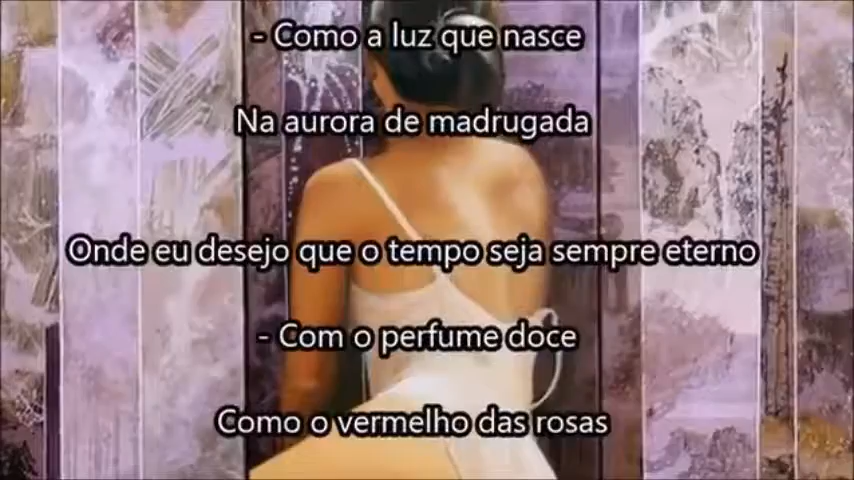 - Como a luz que nasce
Na aurora de madrugada
Onde eu desejo que o tempo seja sempre eterno
- Com o perfume doce
Como o vermelho das rosas